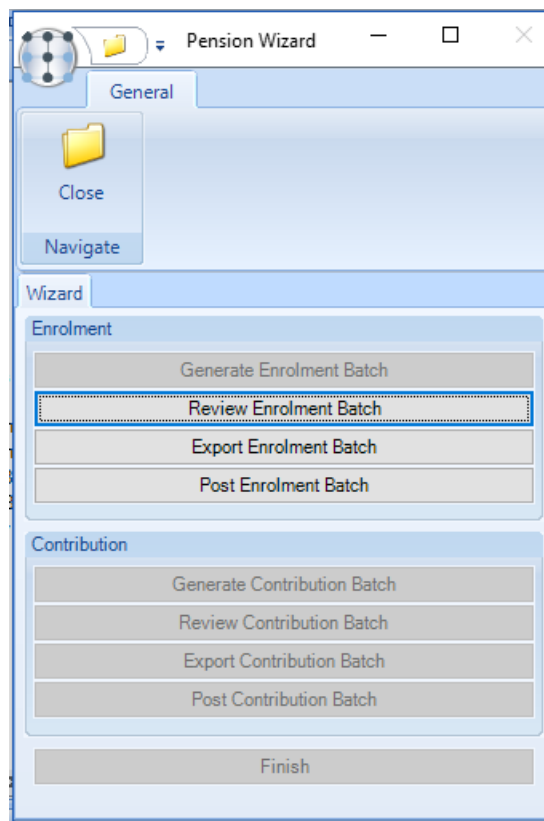 Pension Wizard
General
Close
Navigate
Wizard
Enrolment
Generate Enrolment Batch
Review Enrolment Batch
Export Enrolment Batch
Post Enrolment Batch
Contribution
Generate Contribution Batch
Review Contribution Batch
Export Contribution Batch
Post Contribution Batch
Finish